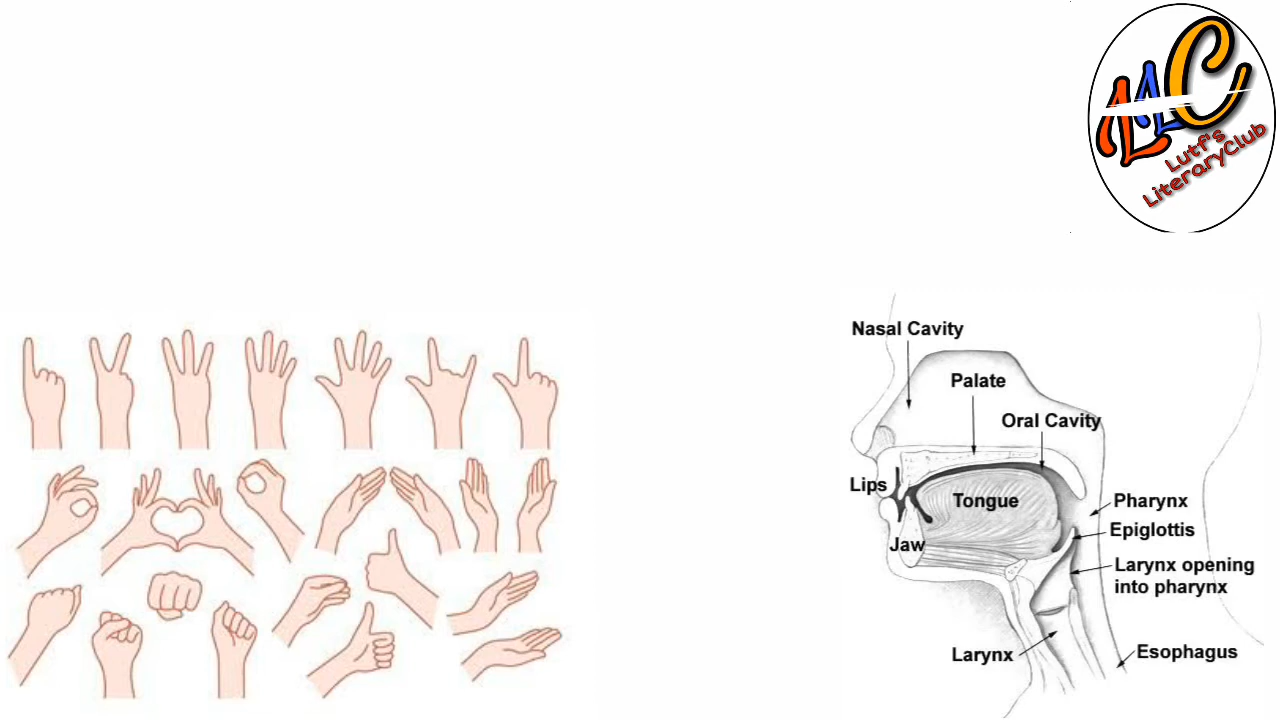 LLC
Lutf's
LiteraryClub
Nasal Cavity
Palate
Oral Cavity
Lips
Tongue
Pharynx
Epiglottis
Jaw
Larynx opening
into pharynx
Larynx
Esophagus